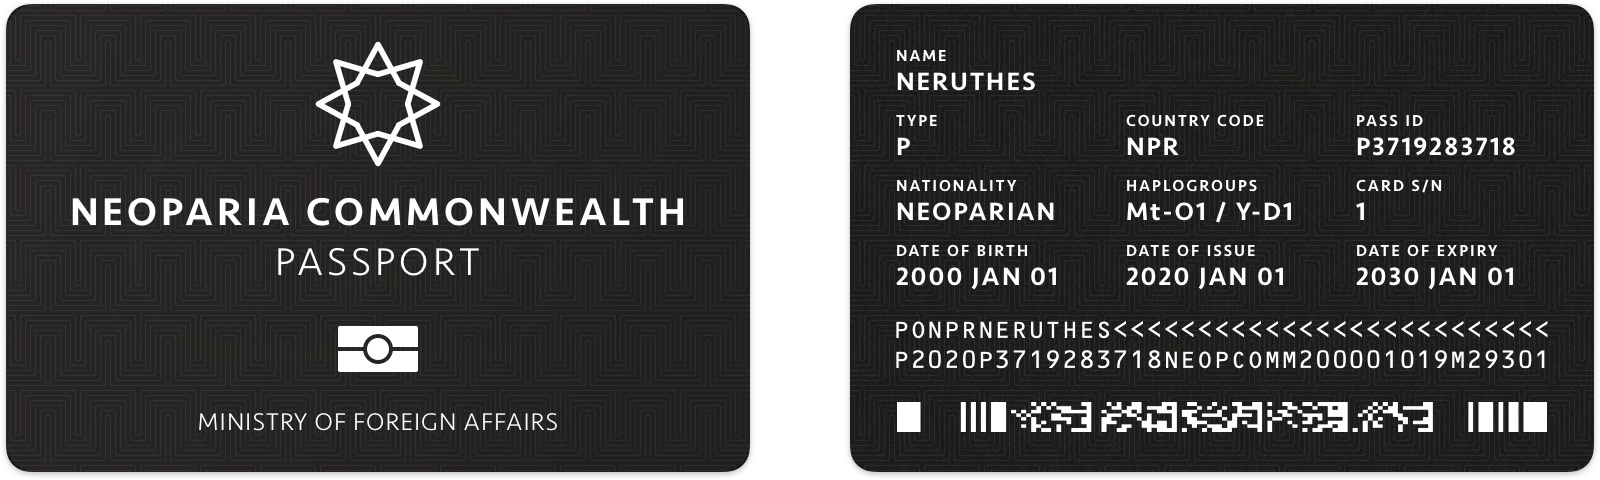 NEOPARIA COMMONWEALTH
PASSPORT
MINISTRY OF FOREIGN AFFAIRS
NAME
NERUTHES
TYPE COUNTRY CODE PASS ID
P NPR P3719283718
NATIONALITY HAPLOGROUPS CARD S/N
NEOPARIAN Mt-O1 / Y-D1 1
DATE OF BIRTH DATE OF ISSUE DATE OF EXPIRY
2000 JAN 01 2020 JAN 01 2030 JAN 01
P0NPRNERUTHES<<<<<<<<<<<<<<<<<<<<<<<<<<
P2020P3719283718NEOPCOMM200001019M29301